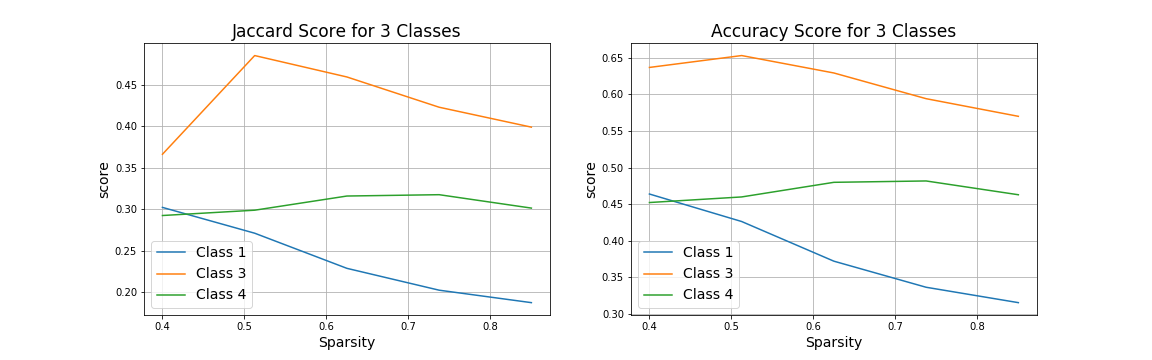 Jaccard Score for 3 Classes
score
0.45
0.40
0.35
0.30
0.25
0.20
Class 1
Class 3
Class 4
0.4 0.5 0.6 0.7 0.8
Sparsity
Accuracy Score for 3 Classes
score
0.65
0.60
0.55
0.50
0.45
0.40
0.35
0.30
Class 1
Class 3
Class 4
0.4 0.5 0.6 0.7 0.8
Sparsity